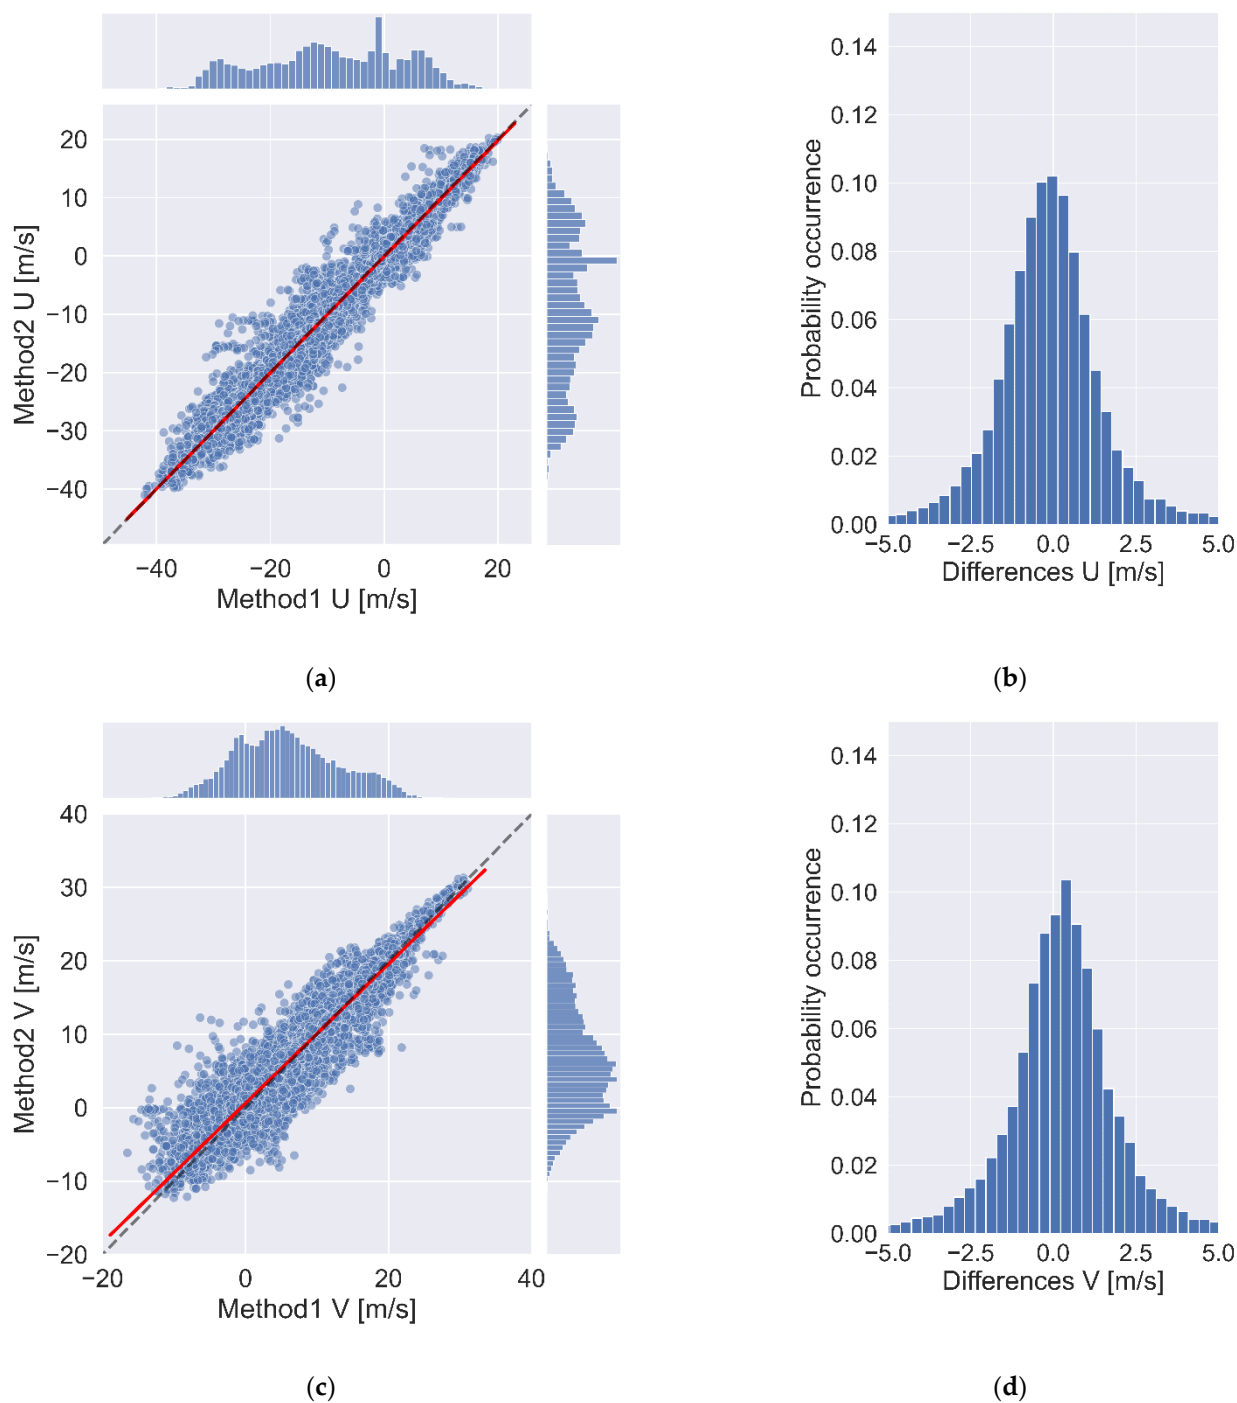 20
10
0
−10
−20
−30
−40
Method2 U [m/s]
−40 −20 0 20
Method1 U [m/s]
(a)
0.14
0.12
0.10
0.08
0.06
0.04
0.02
0.00
Probability occurrence
−5.0 −2.5 0.0 2.5 5.0
Differences U [m/s]
(b)
40
30
20
10
0
−10
−20
Method2 V [m/s]
−20 0 20 40
Method1 V [m/s]
(c)
0.14
0.12
0.10
0.08
0.06
0.04
0.02
0.00
Probability occurrence
−5.0 −2.5 0.0 2.5 5.0
Differences V [m/s]
(d)